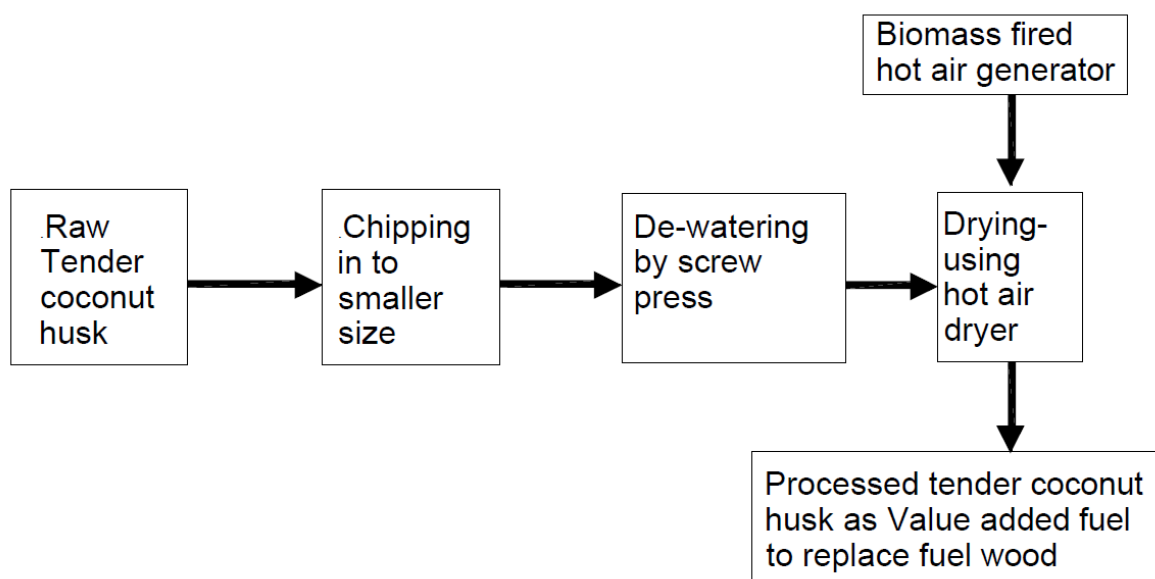 Biomass fired
hot air generator
.Raw
Tender
coconut
husk
.Chipping
in to
smaller
size
De-watering
by screw
press
Drying-
using
hot air
dryer
Processed tender coconut
husk as Value added fuel
to replace fuel wood